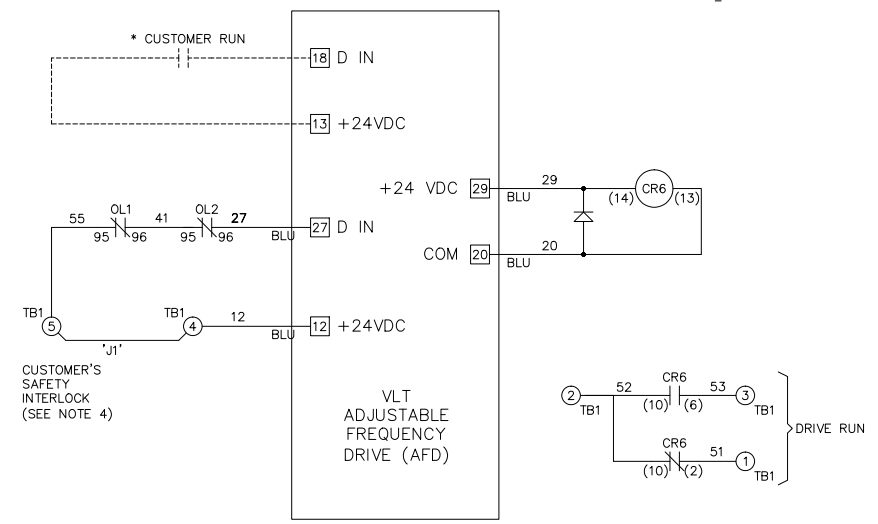 * CUSTOMER RUN
18 D IN
13 +24VDC
+24 VDC 29
29
BLU
(14) CR6 (13)
55 OL1 41 OL2 27
95 96 95 96 BLU
27 D IN
COM 20
20
BLU
TB1 5
TB1 4
12
BLU
12 +24VDC
'J1'
CUSTOMER'S
SAFETY
INTERLOCK
(SEE NOTE 4)
VLT
ADJUSTABLE
FREQUENCY
DRIVE (AFD)
2 TB1
52 CR6 53
(10) (6)
3 TB1
CR6 51
(10) (2)
1 TB1
DRIVE RUN